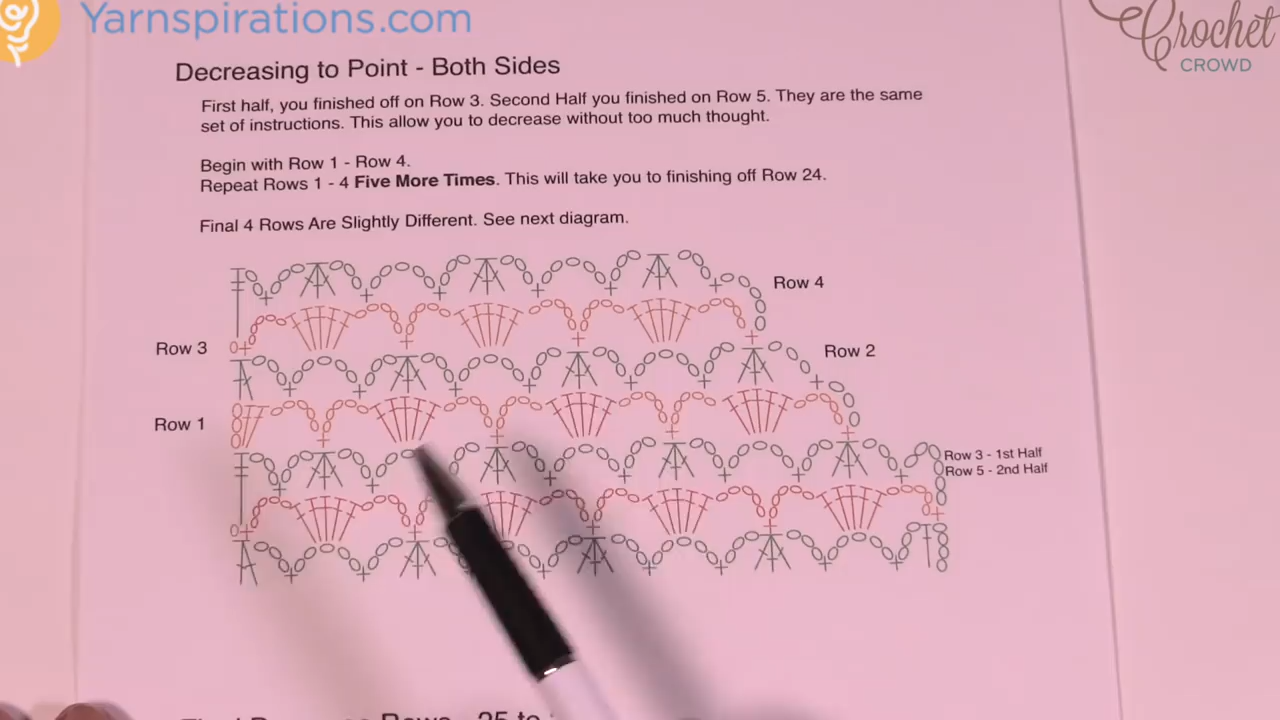 Yarnspirations.com
Crochet
CROWD
Decreasing to Point - Both Sides
First half, you finished off on Row 3. Second Half you finished on Row 5. They are the same
set of instructions. This allow you to decrease without too much thought.
Begin with Row 1 - Row 4.
Repeat Rows 1 - 4 Five More Times. This will take you to finishing off Row 24.
Final 4 Rows Are Slightly Different. See next diagram.
Row 4
Row 3
Row 2
Row 1
Row 3 - 1st Half
Row 5 - 2nd Half